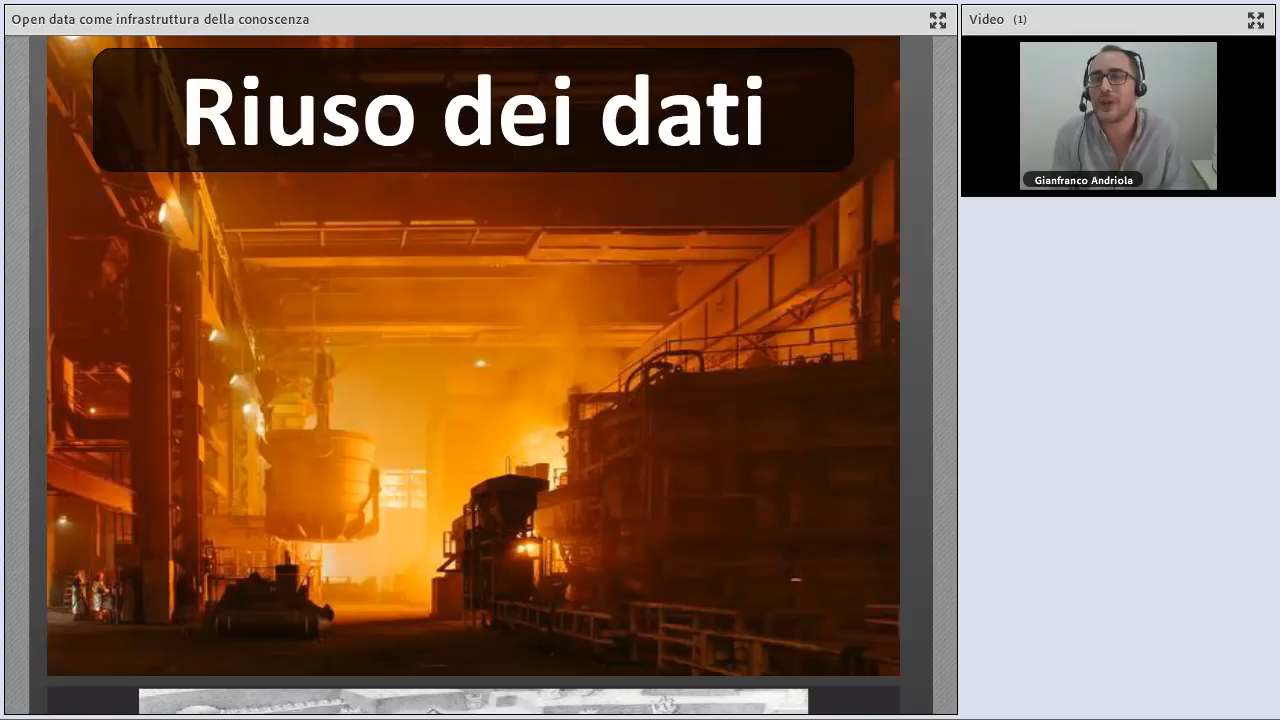 Open data come infrastruttura della conoscenza
Video (1)
Riuso dei dati
Gianfranco Andriola